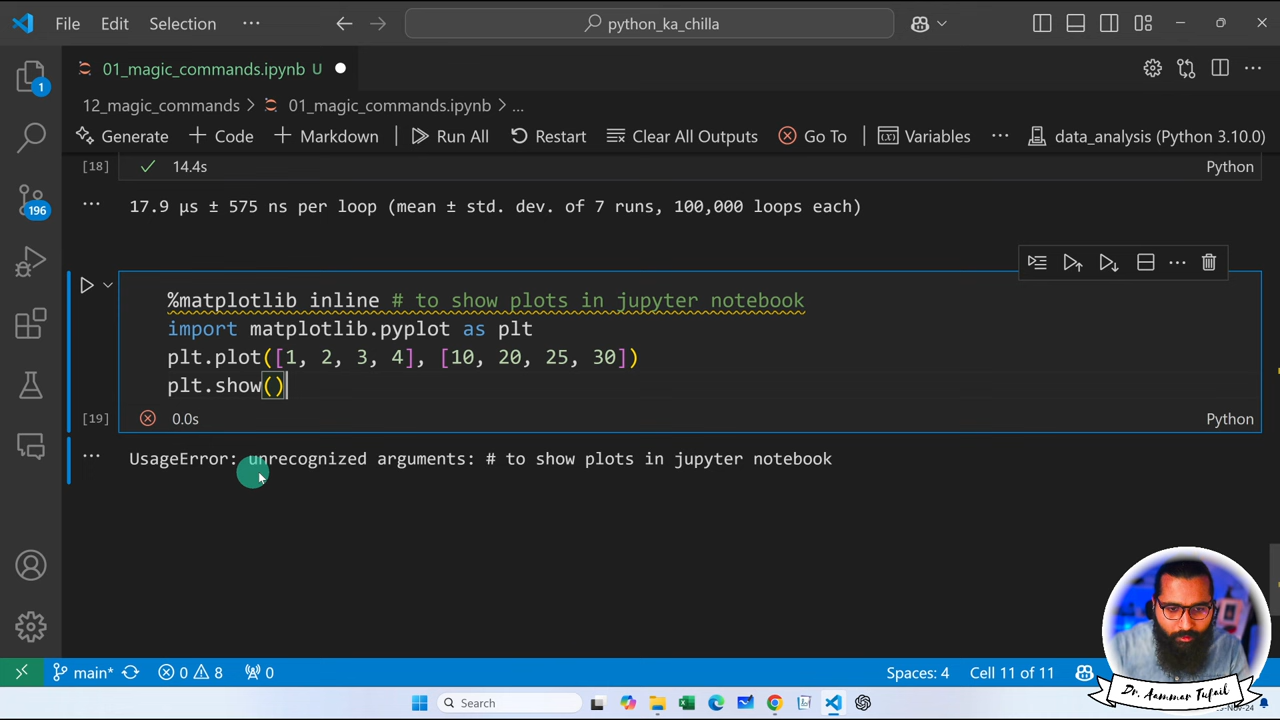 File Edit Selection ··· python_ka_chilla
1
196
01_magic_commands.ipynb U
12_magic_commands > 01_magic_commands.ipynb > ...
Generate + Code + Markdown Run All Restart Clear All Outputs Go To Variables ··· data_analysis (Python 3.10.0)
[18] 14.4s Python
17.9 µs ± 575 ns per loop (mean ± std. dev. of 7 runs, 100,000 loops each)
%matplotlib inline # to show plots in jupyter notebook
import matplotlib.pyplot as plt
plt.plot([1, 2, 3, 4], [10, 20, 25, 30])
plt.show()
[19] 0.0s Python
UsageError: unrecognized arguments: # to show plots in jupyter notebook
main* 0 8 0 Spaces: 4 Cell 11 of 11
Dr. Aammar Tufail
Search